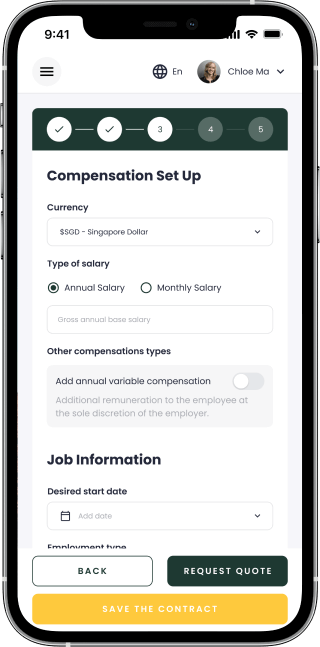 9:41
En
Chloe Ma
3
4
5
Compensation Set Up
Currency
$SGD - Singapore Dollar
Type of salary
Annual Salary
Monthly Salary
Gross annual base salary
Other compensations types
Add annual variable compensation
Additional remuneration to the employee at
the sole discretion of the employer.
Job Information
Desired start date
Add date
Employment type
BACK
REQUEST QUOTE
SAVE THE CONTRACT